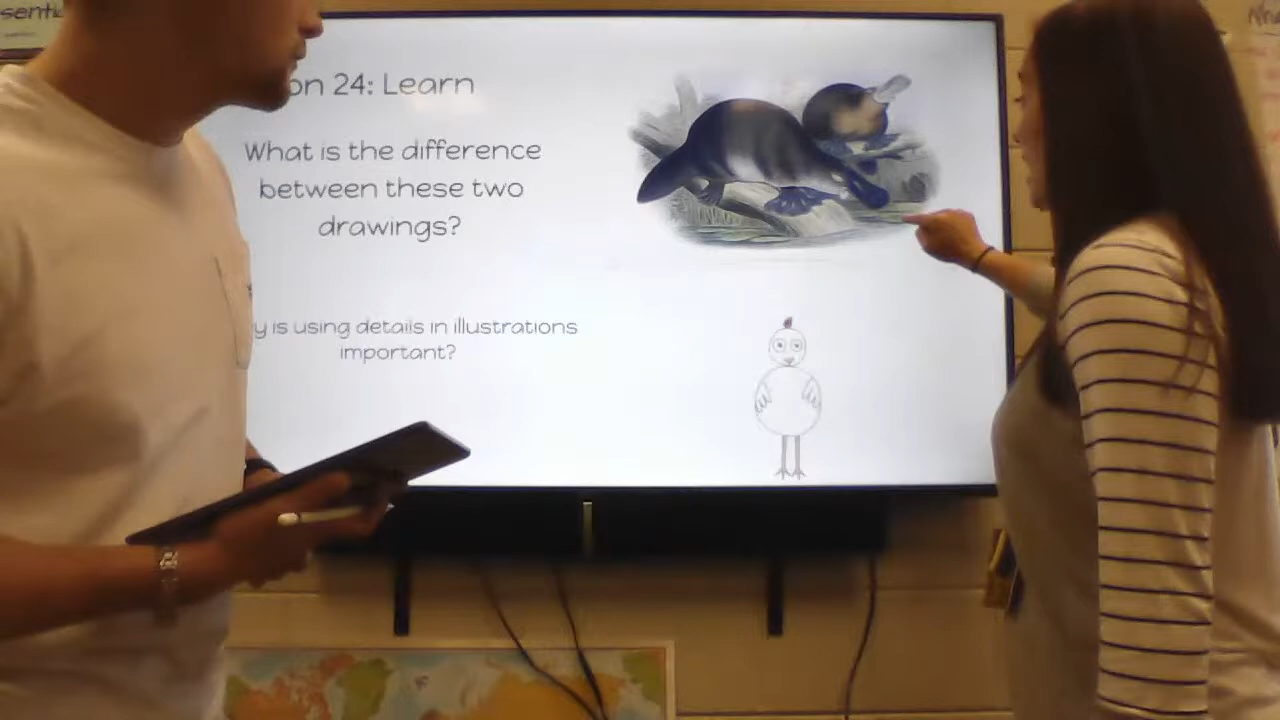 on 24: Learn
What is the difference
between these two
drawings?
y is using details in illustrations
important?